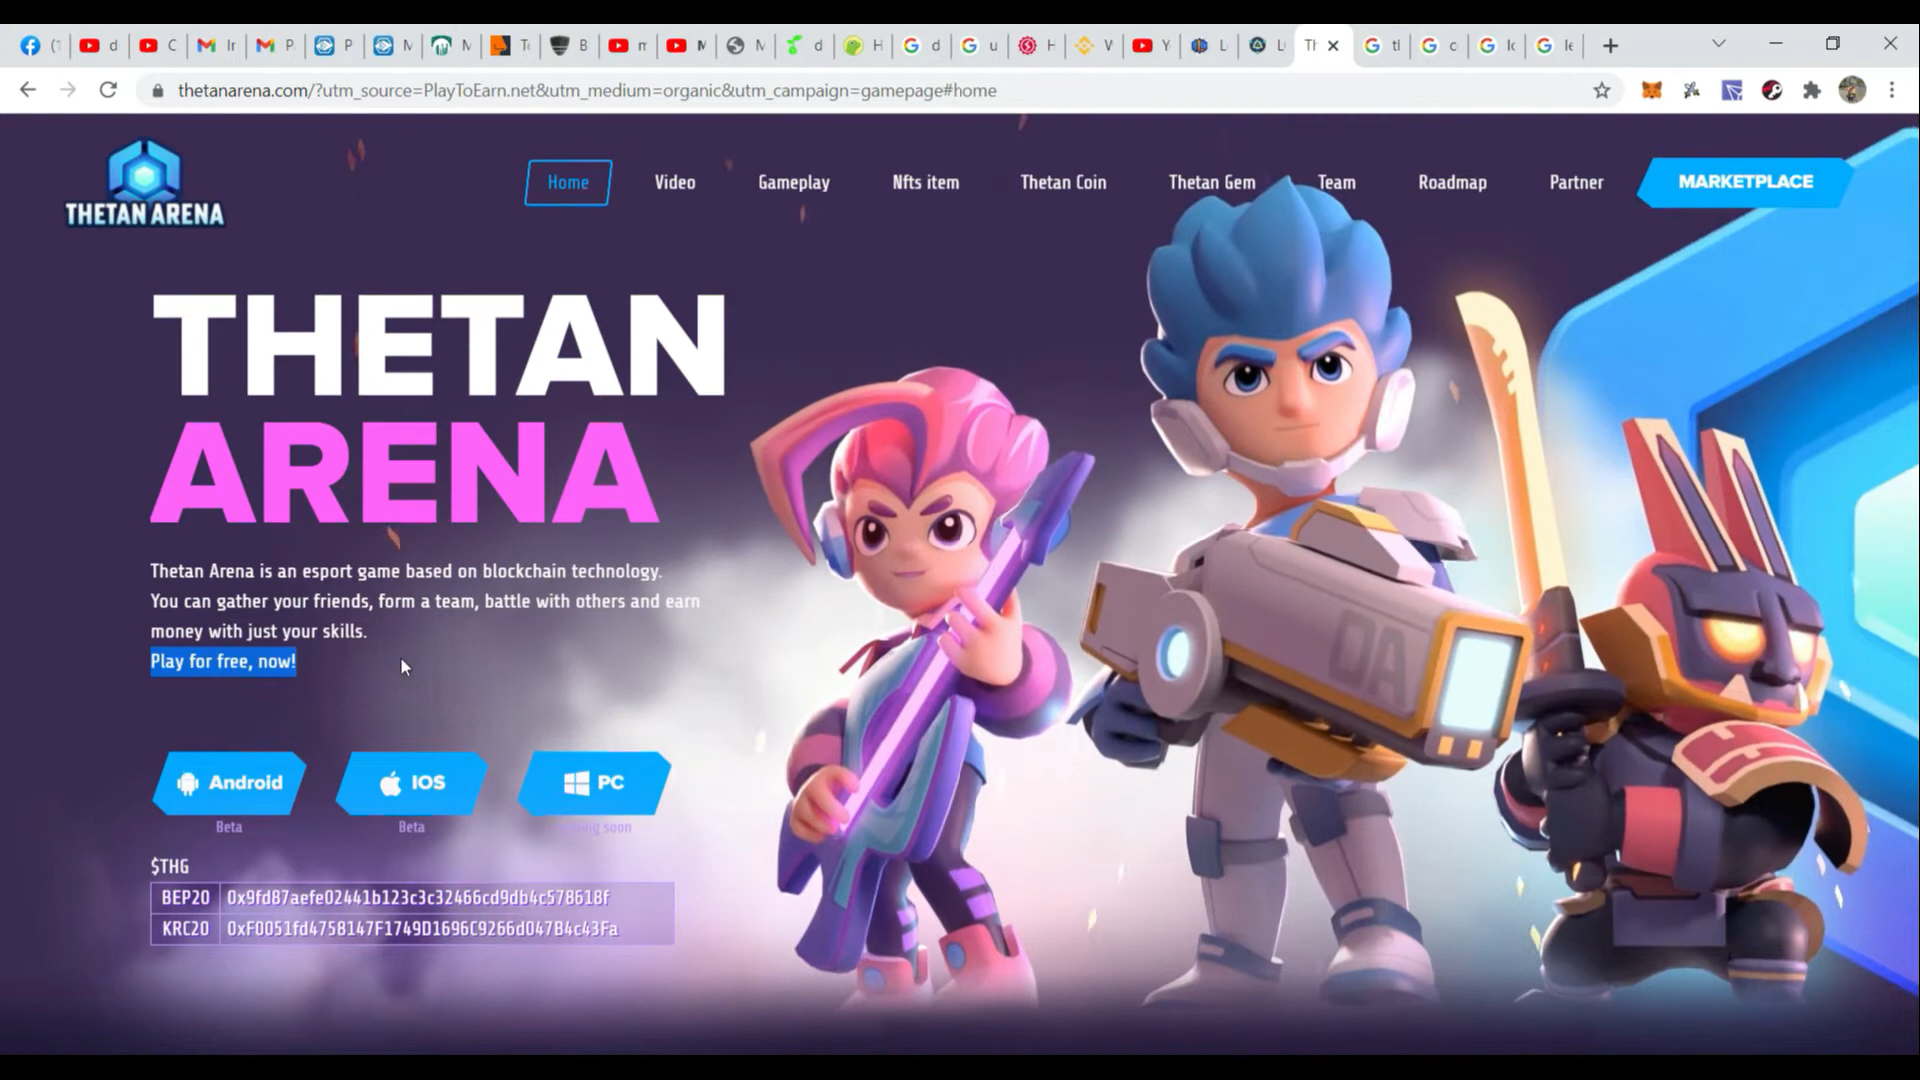 thetanarena.com/?utm_source=PlayToEarn.net&utm_medium=organic&utm_campaign=gamepage#home
THETAN ARENA
Home
Video
Gameplay
Nfts item
Thetan Coin
Thetan Gem
Team
Roadmap
Partner
MARKETPLACE
THETAN
ARENA
Thetan Arena is an esport game based on blockchain technology.
You can gather your friends, form a team, battle with others and earn
money with just your skills.
Play for free, now!
Android
IOS
PC
Beta
Beta
soon
$THG
BEP20 0x9fd87aefe02441b123c3c32466cd9db4c578618f
KRC20 0xF0051fd4758147F1749D1696C9266d047B4c43Fa
OA